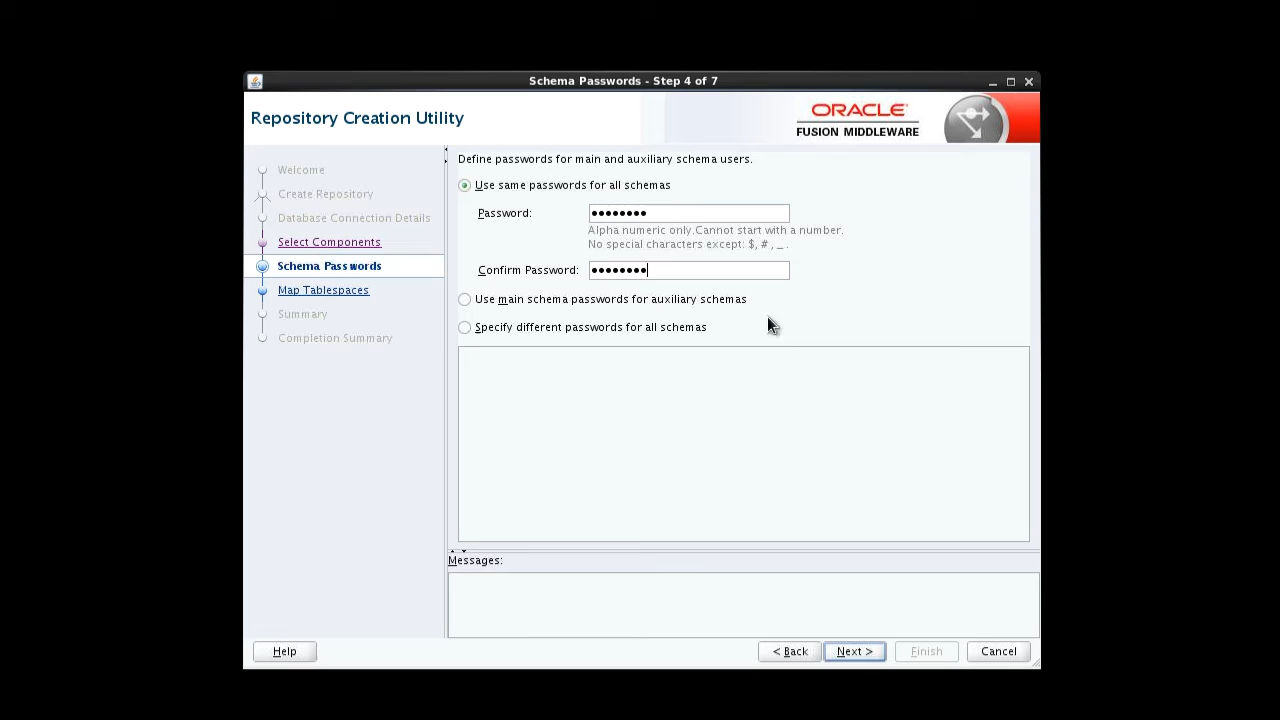 Schema Passwords - Step 4 of 7
Repository Creation Utility
ORACLE
FUSION MIDDLEWARE
Welcome
Create Repository
Database Connection Details
Select Components
Schema Passwords
Map Tablespaces
Summary
Completion Summary
Define passwords for main and auxiliary schema users.
Use same passwords for all schemas
Password: ••••••••
Alpha numeric only.Cannot start with a number.
No special characters except: $, # , _ .
Confirm Password: ••••••••
Use main schema passwords for auxiliary schemas
Specify different passwords for all schemas
Messages:
Help
< Back
Next >
Finish
Cancel